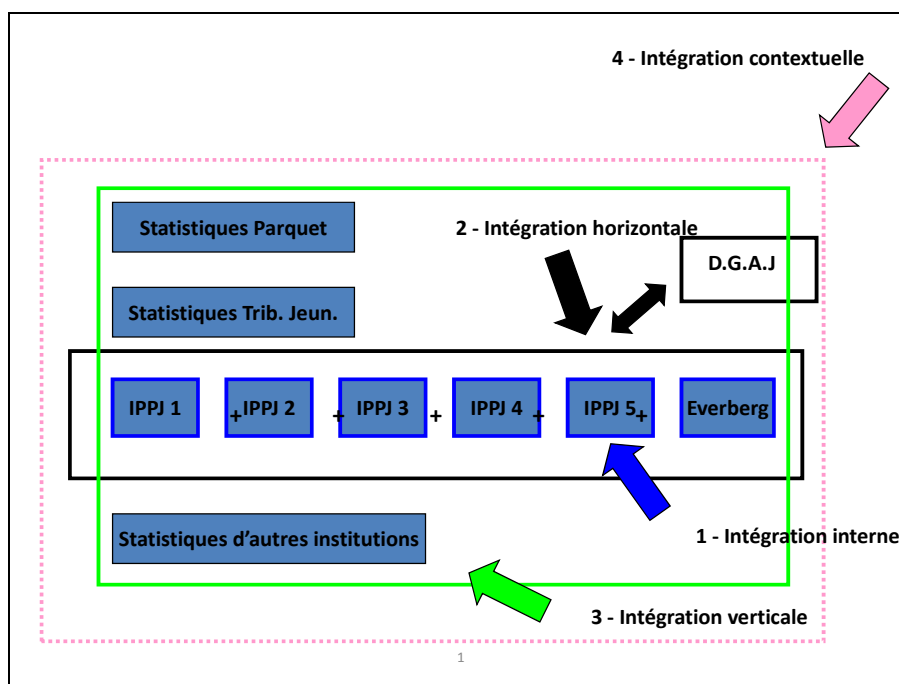 4 - Intégration contextuelle
Statistiques Parquet
2 - Intégration horizontale
D.G.A.J
Statistiques Trib. Jeun.
IPPJ 1 + IPPJ 2 + IPPJ 3 + IPPJ 4 + IPPJ 5 + Everberg
Statistiques d'autres institutions
1 - Intégration interne
3 - Intégration verticale
1